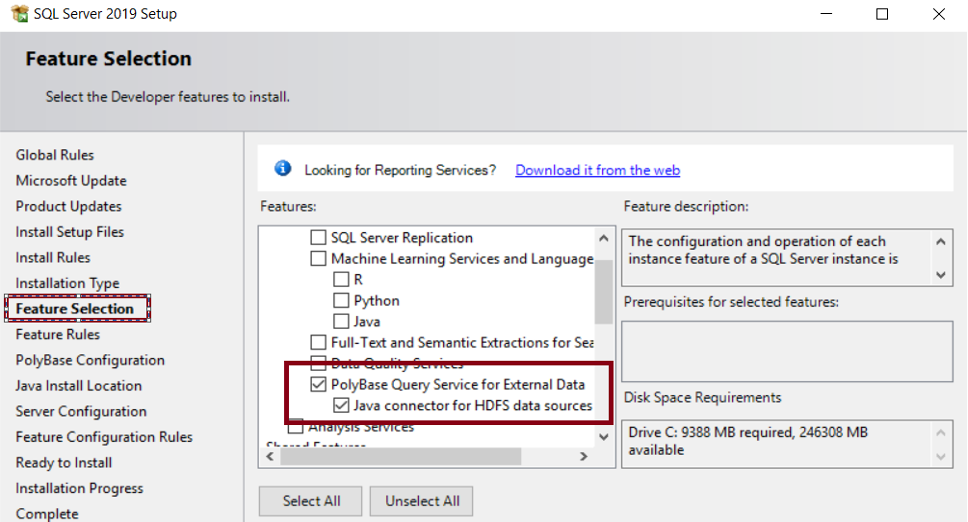 SQL Server 2019 Setup
Feature Selection
Select the Developer features to install.
Global Rules
Microsoft Update
Product Updates
Install Setup Files
Install Rules
Installation Type
Feature Selection
Feature Rules
PolyBase Configuration
Java Install Location
Server Configuration
Feature Configuration Rules
Ready to Install
Installation Progress
Complete
Looking for Reporting Services? Download it from the web
Features:
SQL Server Replication
Machine Learning Services and Language
R
Python
Java
Full-Text and Semantic Extractions for Sea
Data Quality Services
PolyBase Query Service for External Data
Java connector for HDFS data sources
Analysis Services
Shared Features
Select All
Unselect All
Feature description:
The configuration and operation of each
instance feature of a SQL Server instance is
Prerequisites for selected features:
Disk Space Requirements
Drive C: 9388 MB required, 246308 MB
available